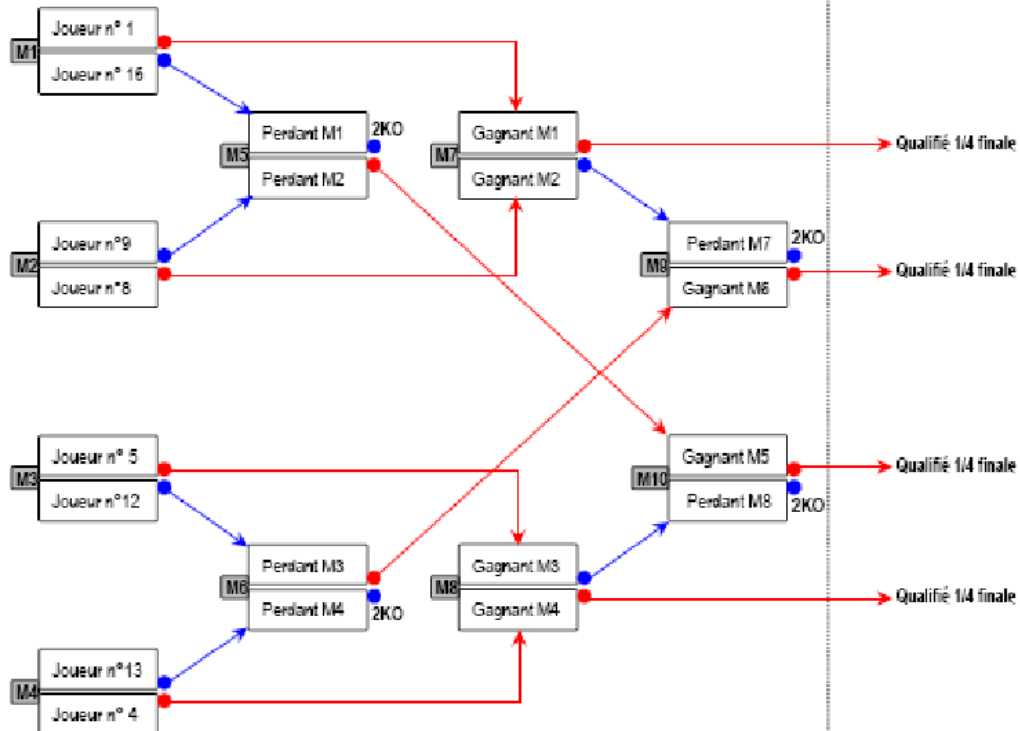 Joueur n° 1
M1
Joueur n° 16
Perdant M1
2KO
M5
Perdant M2
Gagnant M1
M7
Gagnant M2
Qualifié 1/4 finale
Joueur n°9
M2
Joueur n°8
Perdant M7
2KO
M9
Gagnant M6
Qualifié 1/4 finale
Joueur n° 5
M3
Joueur n°12
Gagnant M5
M10
Perdant M8
2KO
Qualifié 1/4 finale
Perdant M3
M6
Perdant M4
2KO
Gagnant M3
M8
Gagnant M4
Qualifié 1/4 finale
Joueur n°13
M4
Joueur n° 4